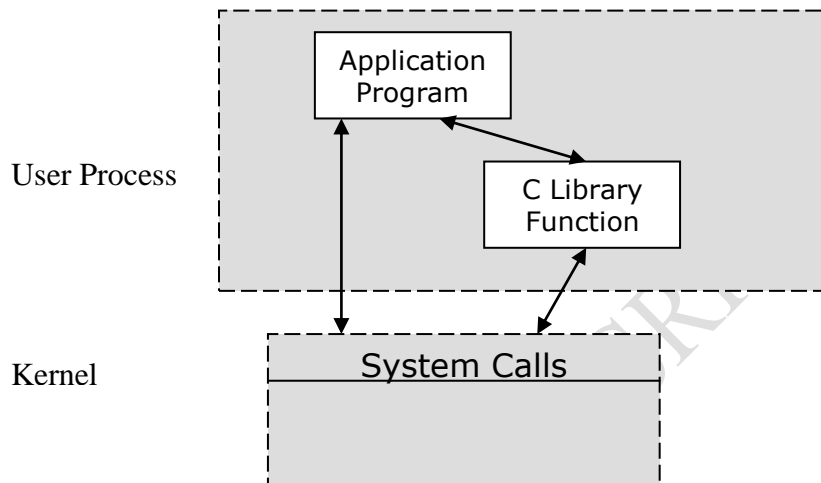 Application
Program
User Process
C Library
Function
System Calls
Kernel